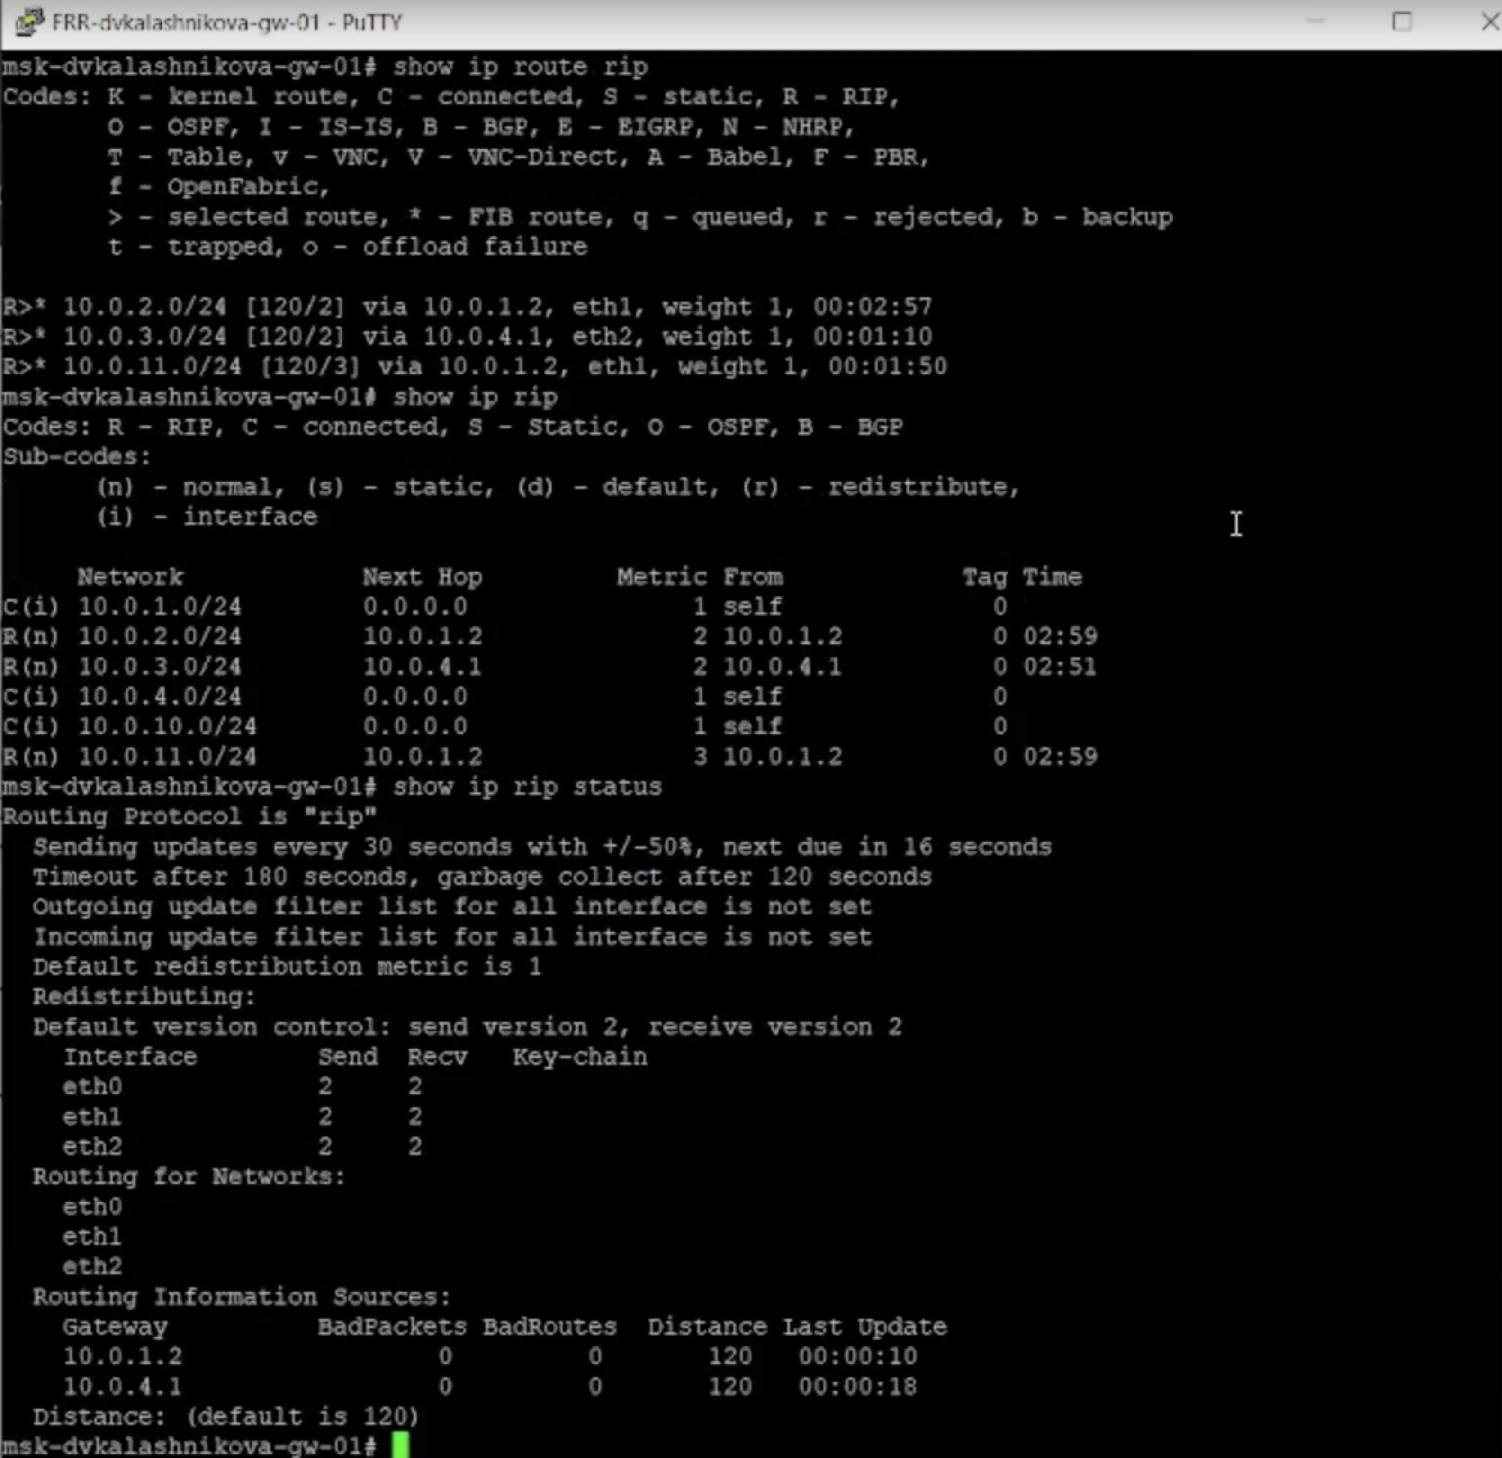 FRR-dvkalashnikova-gw-01 - PuTTY
msk-dvkalashnikova-gw-01# show ip route rip
Codes: K - kernel route, C - connected, S - static, R - RIP,
       O - OSPF, I - IS-IS, B - BGP, E - EIGRP, N - NHRP,
       T - Table, v - VNC, V - VNC-Direct, A - Babel, F - PBR,
       f - OpenFabric,
       > - selected route, * - FIB route, q - queued, r - rejected, b - backup
       t - trapped, o - offload failure

R>* 10.0.2.0/24 [120/2] via 10.0.1.2, eth1, weight 1, 00:02:57
R>* 10.0.3.0/24 [120/2] via 10.0.4.1, eth2, weight 1, 00:01:10
R>* 10.0.11.0/24 [120/3] via 10.0.1.2, eth1, weight 1, 00:01:50
msk-dvkalashnikova-gw-01# show ip rip
Codes: R - RIP, C - connected, S - Static, O - OSPF, B - BGP
Sub-codes:
      (n) - normal, (s) - static, (d) - default, (r) - redistribute,
      (i) - interface

     Network            Next Hop         Metric From            Tag Time
C(i) 10.0.1.0/24        0.0.0.0               1 self              0
R(n) 10.0.2.0/24        10.0.1.2              2 10.0.1.2          0 02:59
R(n) 10.0.3.0/24        10.0.4.1              2 10.0.4.1          0 02:51
C(i) 10.0.4.0/24        0.0.0.0               1 self              0
C(i) 10.0.10.0/24       0.0.0.0               1 self              0
R(n) 10.0.11.0/24       10.0.1.2              3 10.0.1.2          0 02:59
msk-dvkalashnikova-gw-01# show ip rip status
Routing Protocol is "rip"
  Sending updates every 30 seconds with +/-50%, next due in 16 seconds
  Timeout after 180 seconds, garbage collect after 120 seconds
  Outgoing update filter list for all interface is not set
  Incoming update filter list for all interface is not set
  Default redistribution metric is 1
  Redistributing:
  Default version control: send version 2, receive version 2
    Interface        Send  Recv   Key-chain
    eth0             2     2
    eth1             2     2
    eth2             2     2
  Routing for Networks:
    eth0
    eth1
    eth2
  Routing Information Sources:
    Gateway          BadPackets BadRoutes  Distance Last Update
    10.0.1.2                 0         0       120   00:00:10
    10.0.4.1                 0         0       120   00:00:18
  Distance: (default is 120)
msk-dvkalashnikova-gw-01#